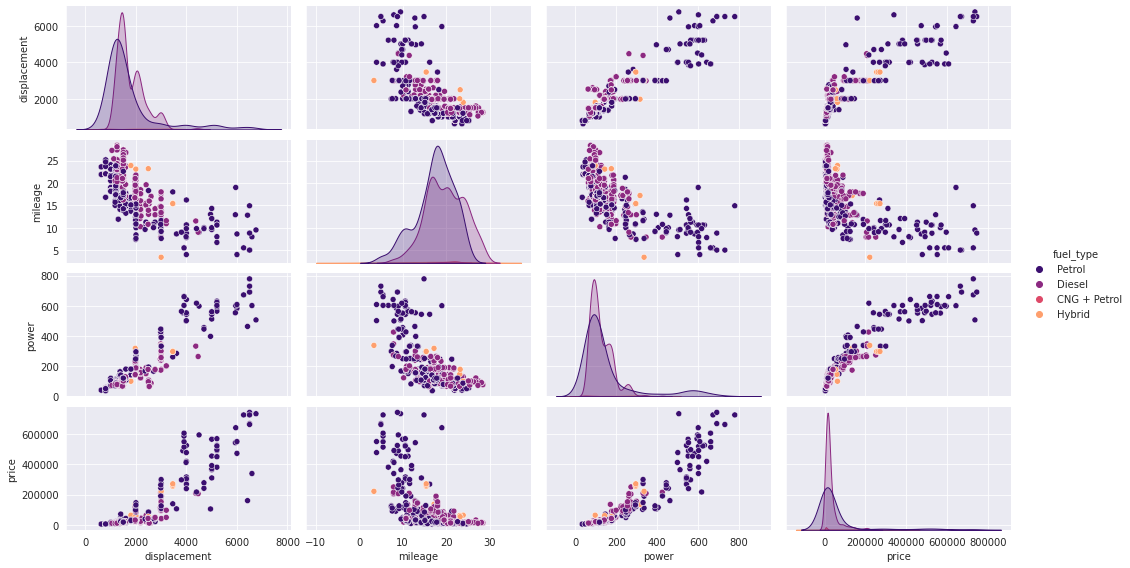 6000
4000
2000
displacement
25
20
15
10
5
mileage
fuel_type
Petrol
Diesel
CNG + Petrol
Hybrid
800
600
400
200
0
power
600000
400000
200000
0
price
0 2000 4000 6000 8000
displacement
−10 0 10 20 30
mileage
0 200 400 600 800
power
0 200000 400000 600000 800000
price